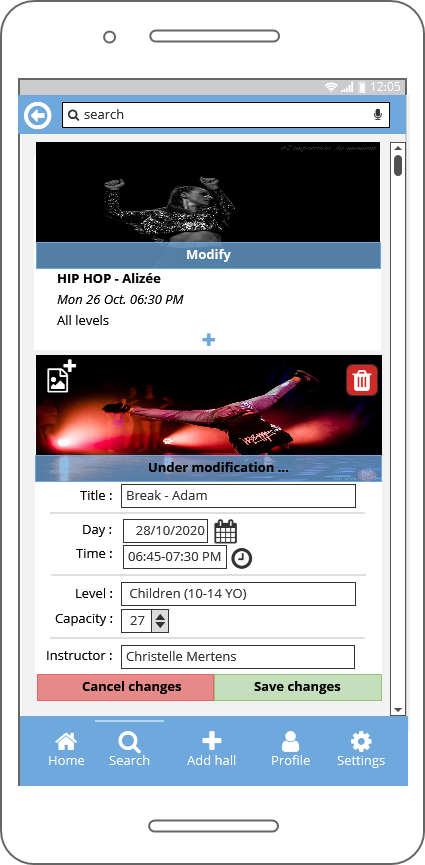 12:05
search
Modify
HIP HOP - Alizée
Mon 26 Oct. 06:30 PM
All levels
Under modification ...
Title : Break - Adam
Day : 28/10/2020
Time : 06:45-07:30 PM
Level : Children (10-14 YO)
Capacity : 27
Instructor : Christelle Mertens
Cancel changes Save changes
Home Search Add hall Profile Settings